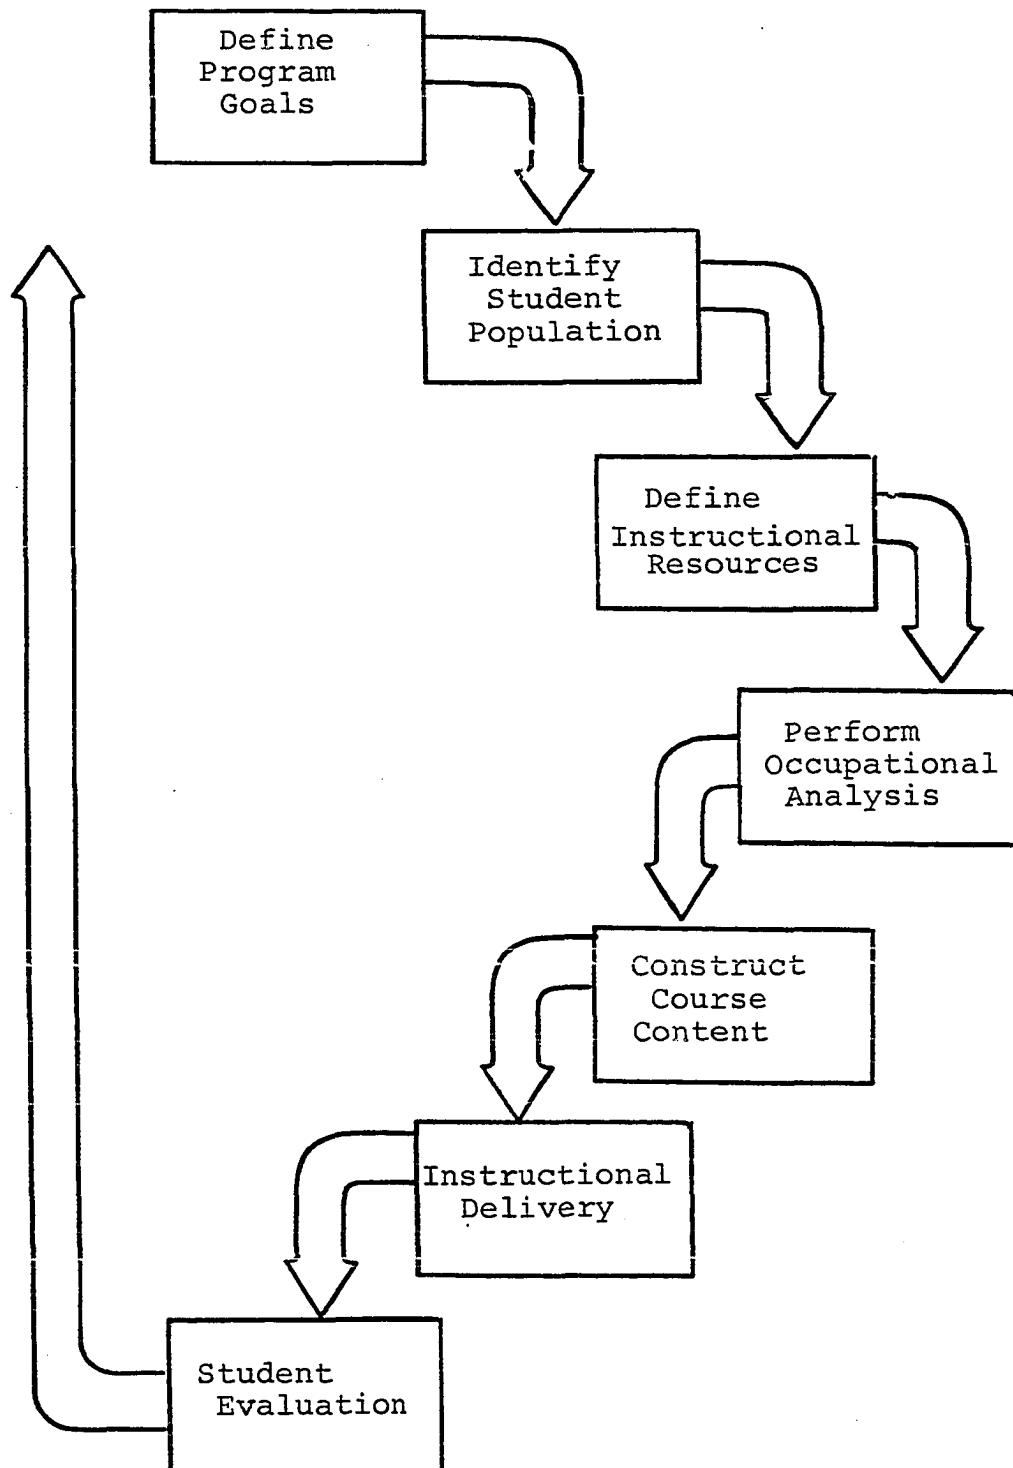 Define
Program
Goals
Identify
Student
Population
Define
Instructional
Resources
Perform
Occupational
Analysis
Construct
Course
Content
Instructional
Delivery
Student
Evaluation